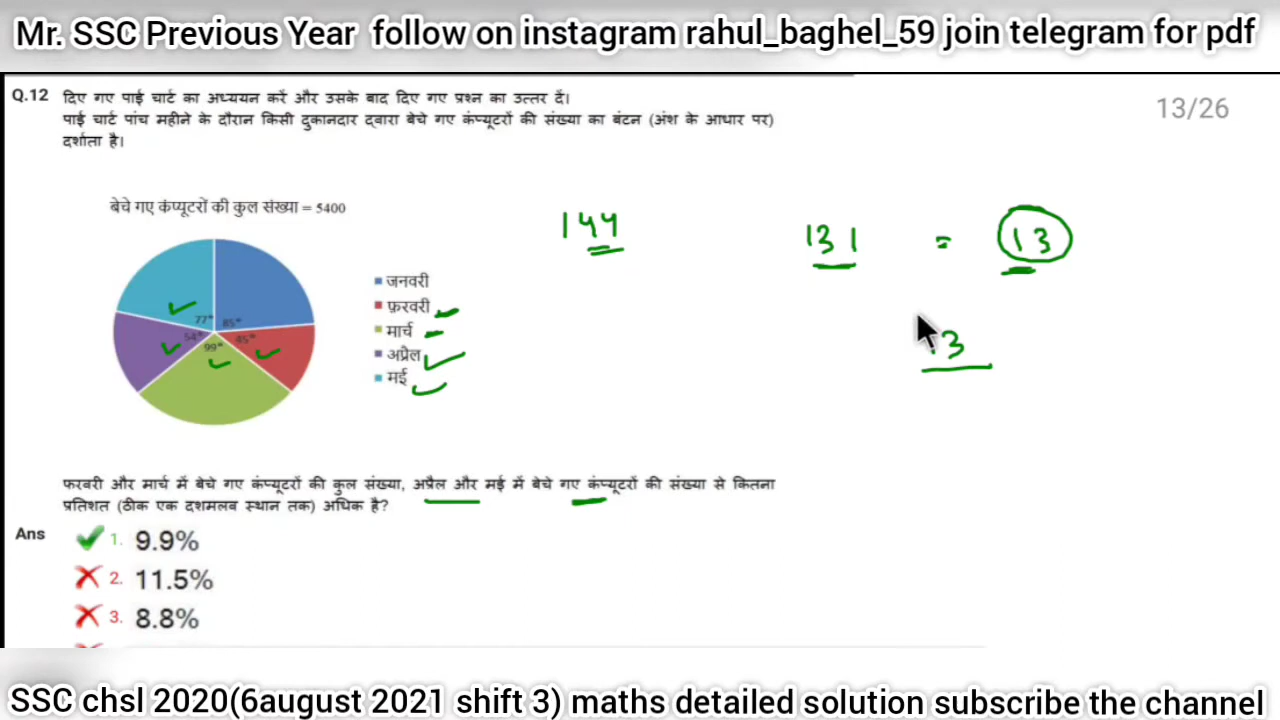 Mr. SSC Previous Year follow on instagram rahul_baghel_59 join telegram for pdf
Q.12 दिए गए पाई चार्ट का अध्ययन करें और उसके बाद दिए गए प्रश्न का उत्तर दें।
13/26
पाई चार्ट पांच महीने के दौरान किसी दुकानदार द्वारा बेचे गए कंप्यूटरों की संख्या का बंटन (अंश के आधार पर)
दर्शाता है।
बेचे गए कंप्यूटरों की कुल संख्या = 5400
144 131 = 13
जनवरी
फ़रवरी
मार्च
अप्रैल
मई
77° 85°
54° 45°
99°
3
फरवरी और मार्च में बेचे गए कंप्यूटरों की कुल संख्या, अप्रैल और मई में बेचे गए कंप्यूटरों की संख्या से कितना
प्रतिशत (ठीक एक दशमलव स्थान तक) अधिक है?
Ans 1. 9.9%
2. 11.5%
3. 8.8%
SSC chsl 2020(6august 2021 shift 3) maths detailed solution subscribe the channel